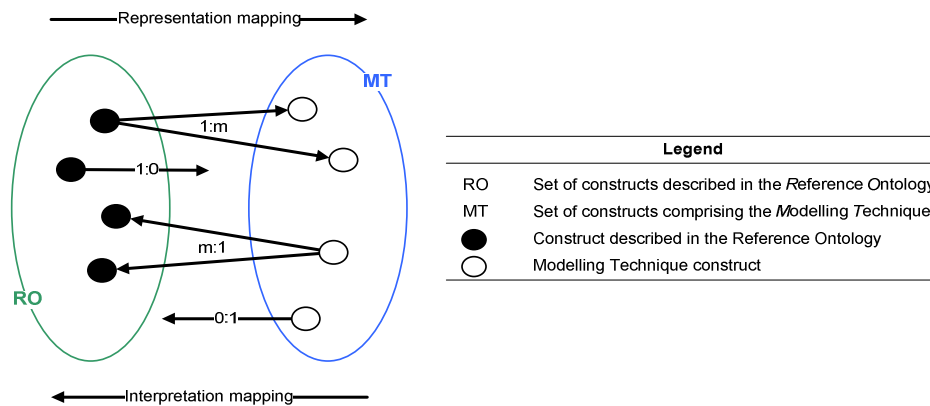 Representation mapping
MT
1:m
1:0
m:1
RO
0:1
Interpretation mapping
Legend
RO Set of constructs described in the Reference Ontology
MT Set of constructs comprising the Modelling Technique
Construct described in the Reference Ontology
Modelling Technique construct